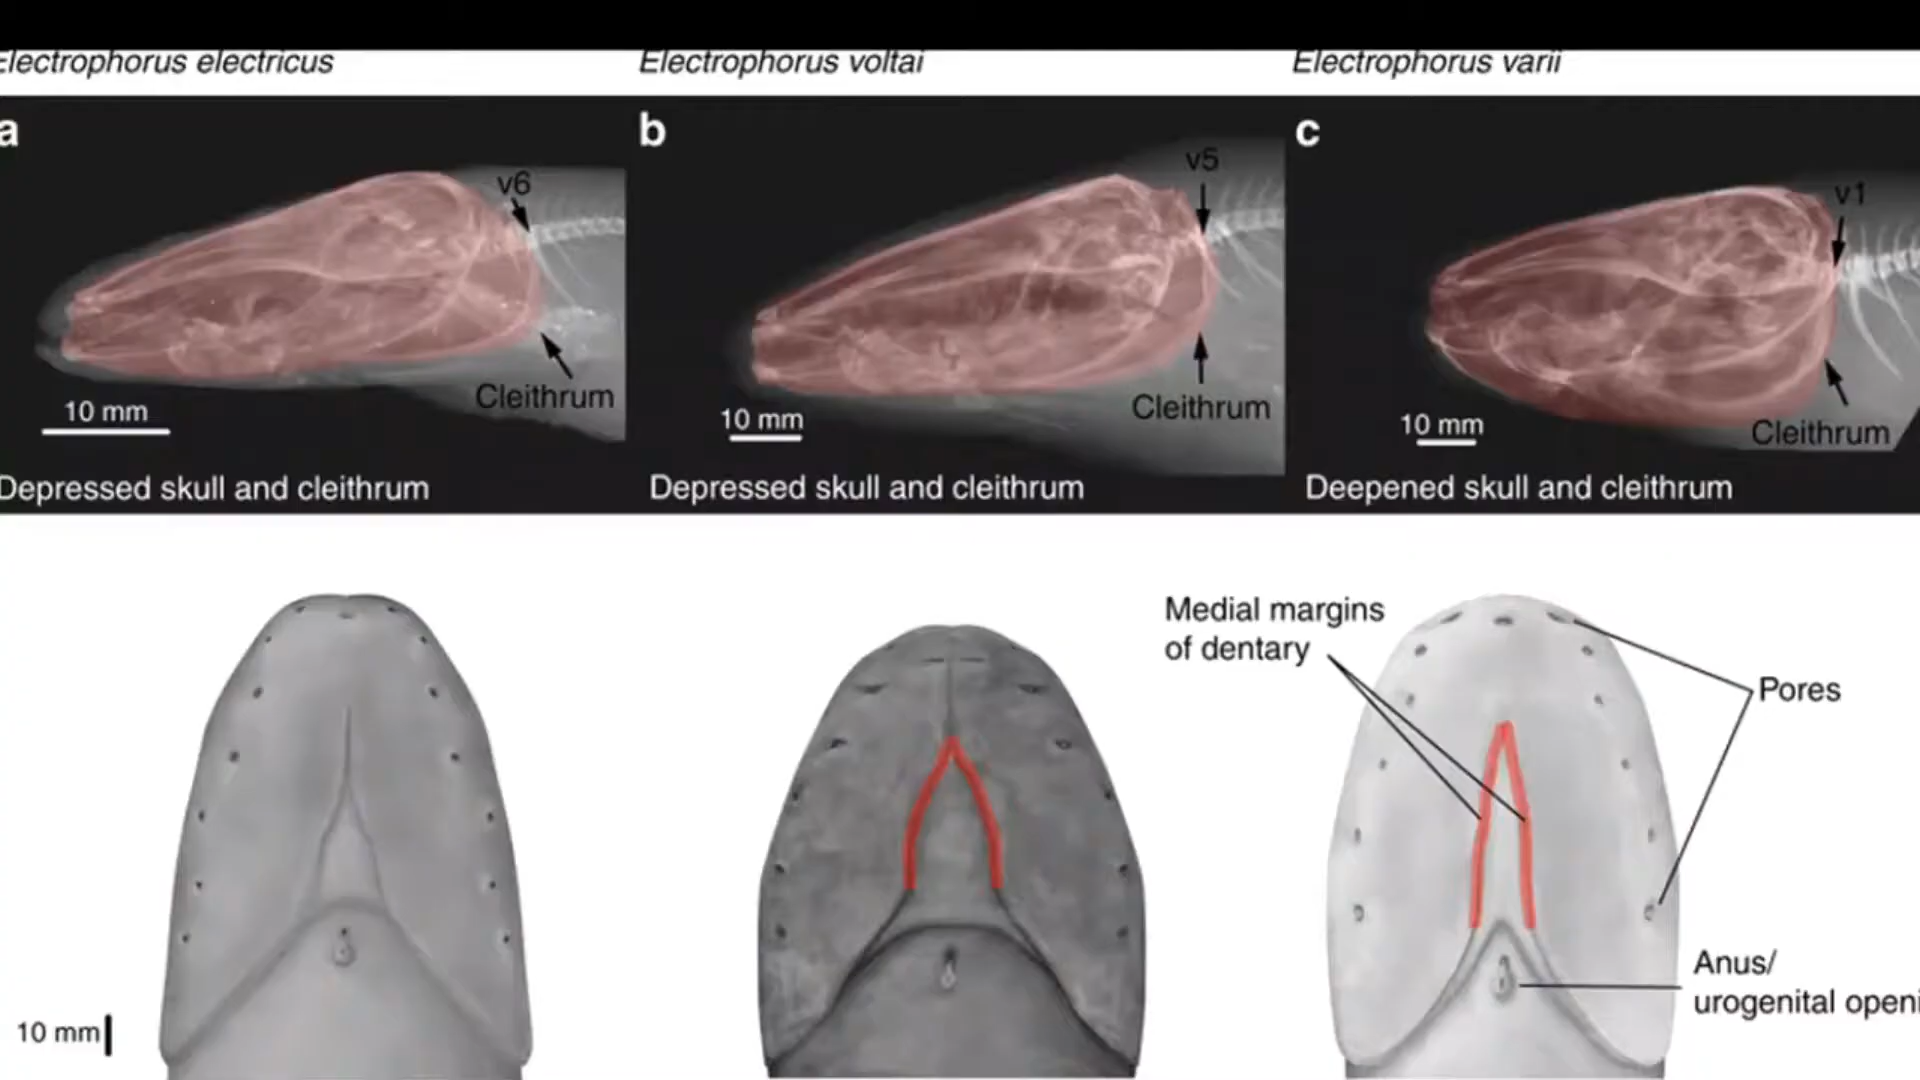 Electrophorus electricus
Electrophorus voltai
Electrophorus varii
a
b
c
v6
v5
v1
Cleithrum
Cleithrum
Cleithrum
10 mm
10 mm
10 mm
Depressed skull and cleithrum
Depressed skull and cleithrum
Deepened skull and cleithrum
Medial margins
of dentary
Pores
Anus/
urogenital openi
10 mm